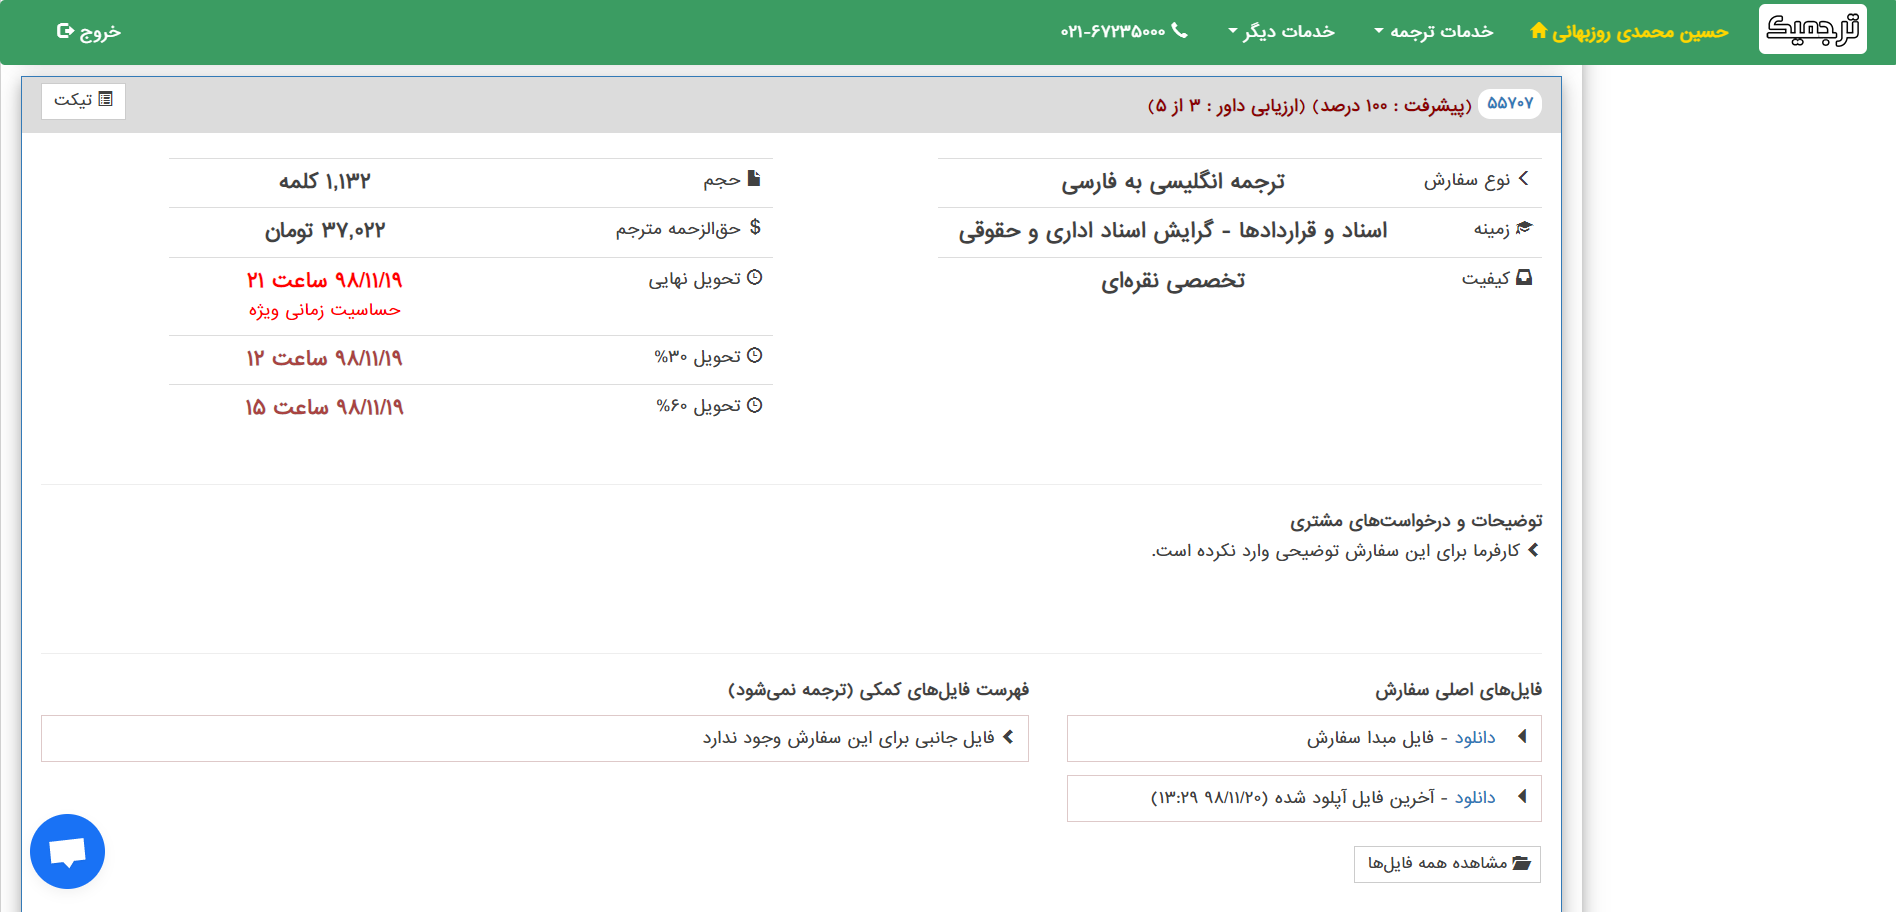 ترجمیک
حسین محمدی روزبهانی
خدمات ترجمه
خدمات دیگر
۰۲۱-۶۷۲۳۵۰۰۰
خروج
۵۵۷۰۷ (پیشرفت : ۱۰۰ درصد) (ارزیابی داور : ۳ از ۵)
تیکت
نوع سفارش ترجمه انگلیسی به فارسی
زمینه اسناد و قراردادها - گرایش اسناد اداری و حقوقی
کیفیت تخصصی نقره‌ای
حجم ۱,۱۳۲ کلمه
حق‌الزحمه مترجم ۳۷,۰۲۲ تومان
تحویل نهایی ۹۸/۱۱/۱۹ ساعت ۲۱
حساسیت زمانی ویژه
تحویل ۳۰% ۹۸/۱۱/۱۹ ساعت ۱۲
تحویل ۶۰% ۹۸/۱۱/۱۹ ساعت ۱۵
توضیحات و درخواست‌های مشتری
کارفرما برای این سفارش توضیحی وارد نکرده است.
فایل‌های اصلی سفارش
دانلود - فایل مبدا سفارش
دانلود - آخرین فایل آپلود شده (۹۸/۱۱/۲۰ ۱۳:۲۹)
مشاهده همه فایل‌ها
فهرست فایل‌های کمکی (ترجمه نمی‌شود)
فایل جانبی برای این سفارش وجود ندارد